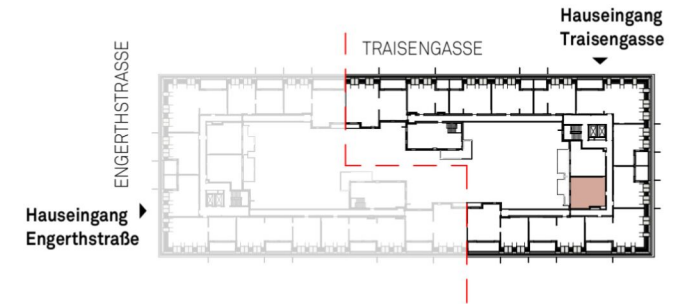 Hauseingang
Traisengasse
TRAISENGASSE
ENGERTHSTRASSE
Hauseingang
Engerthstraße